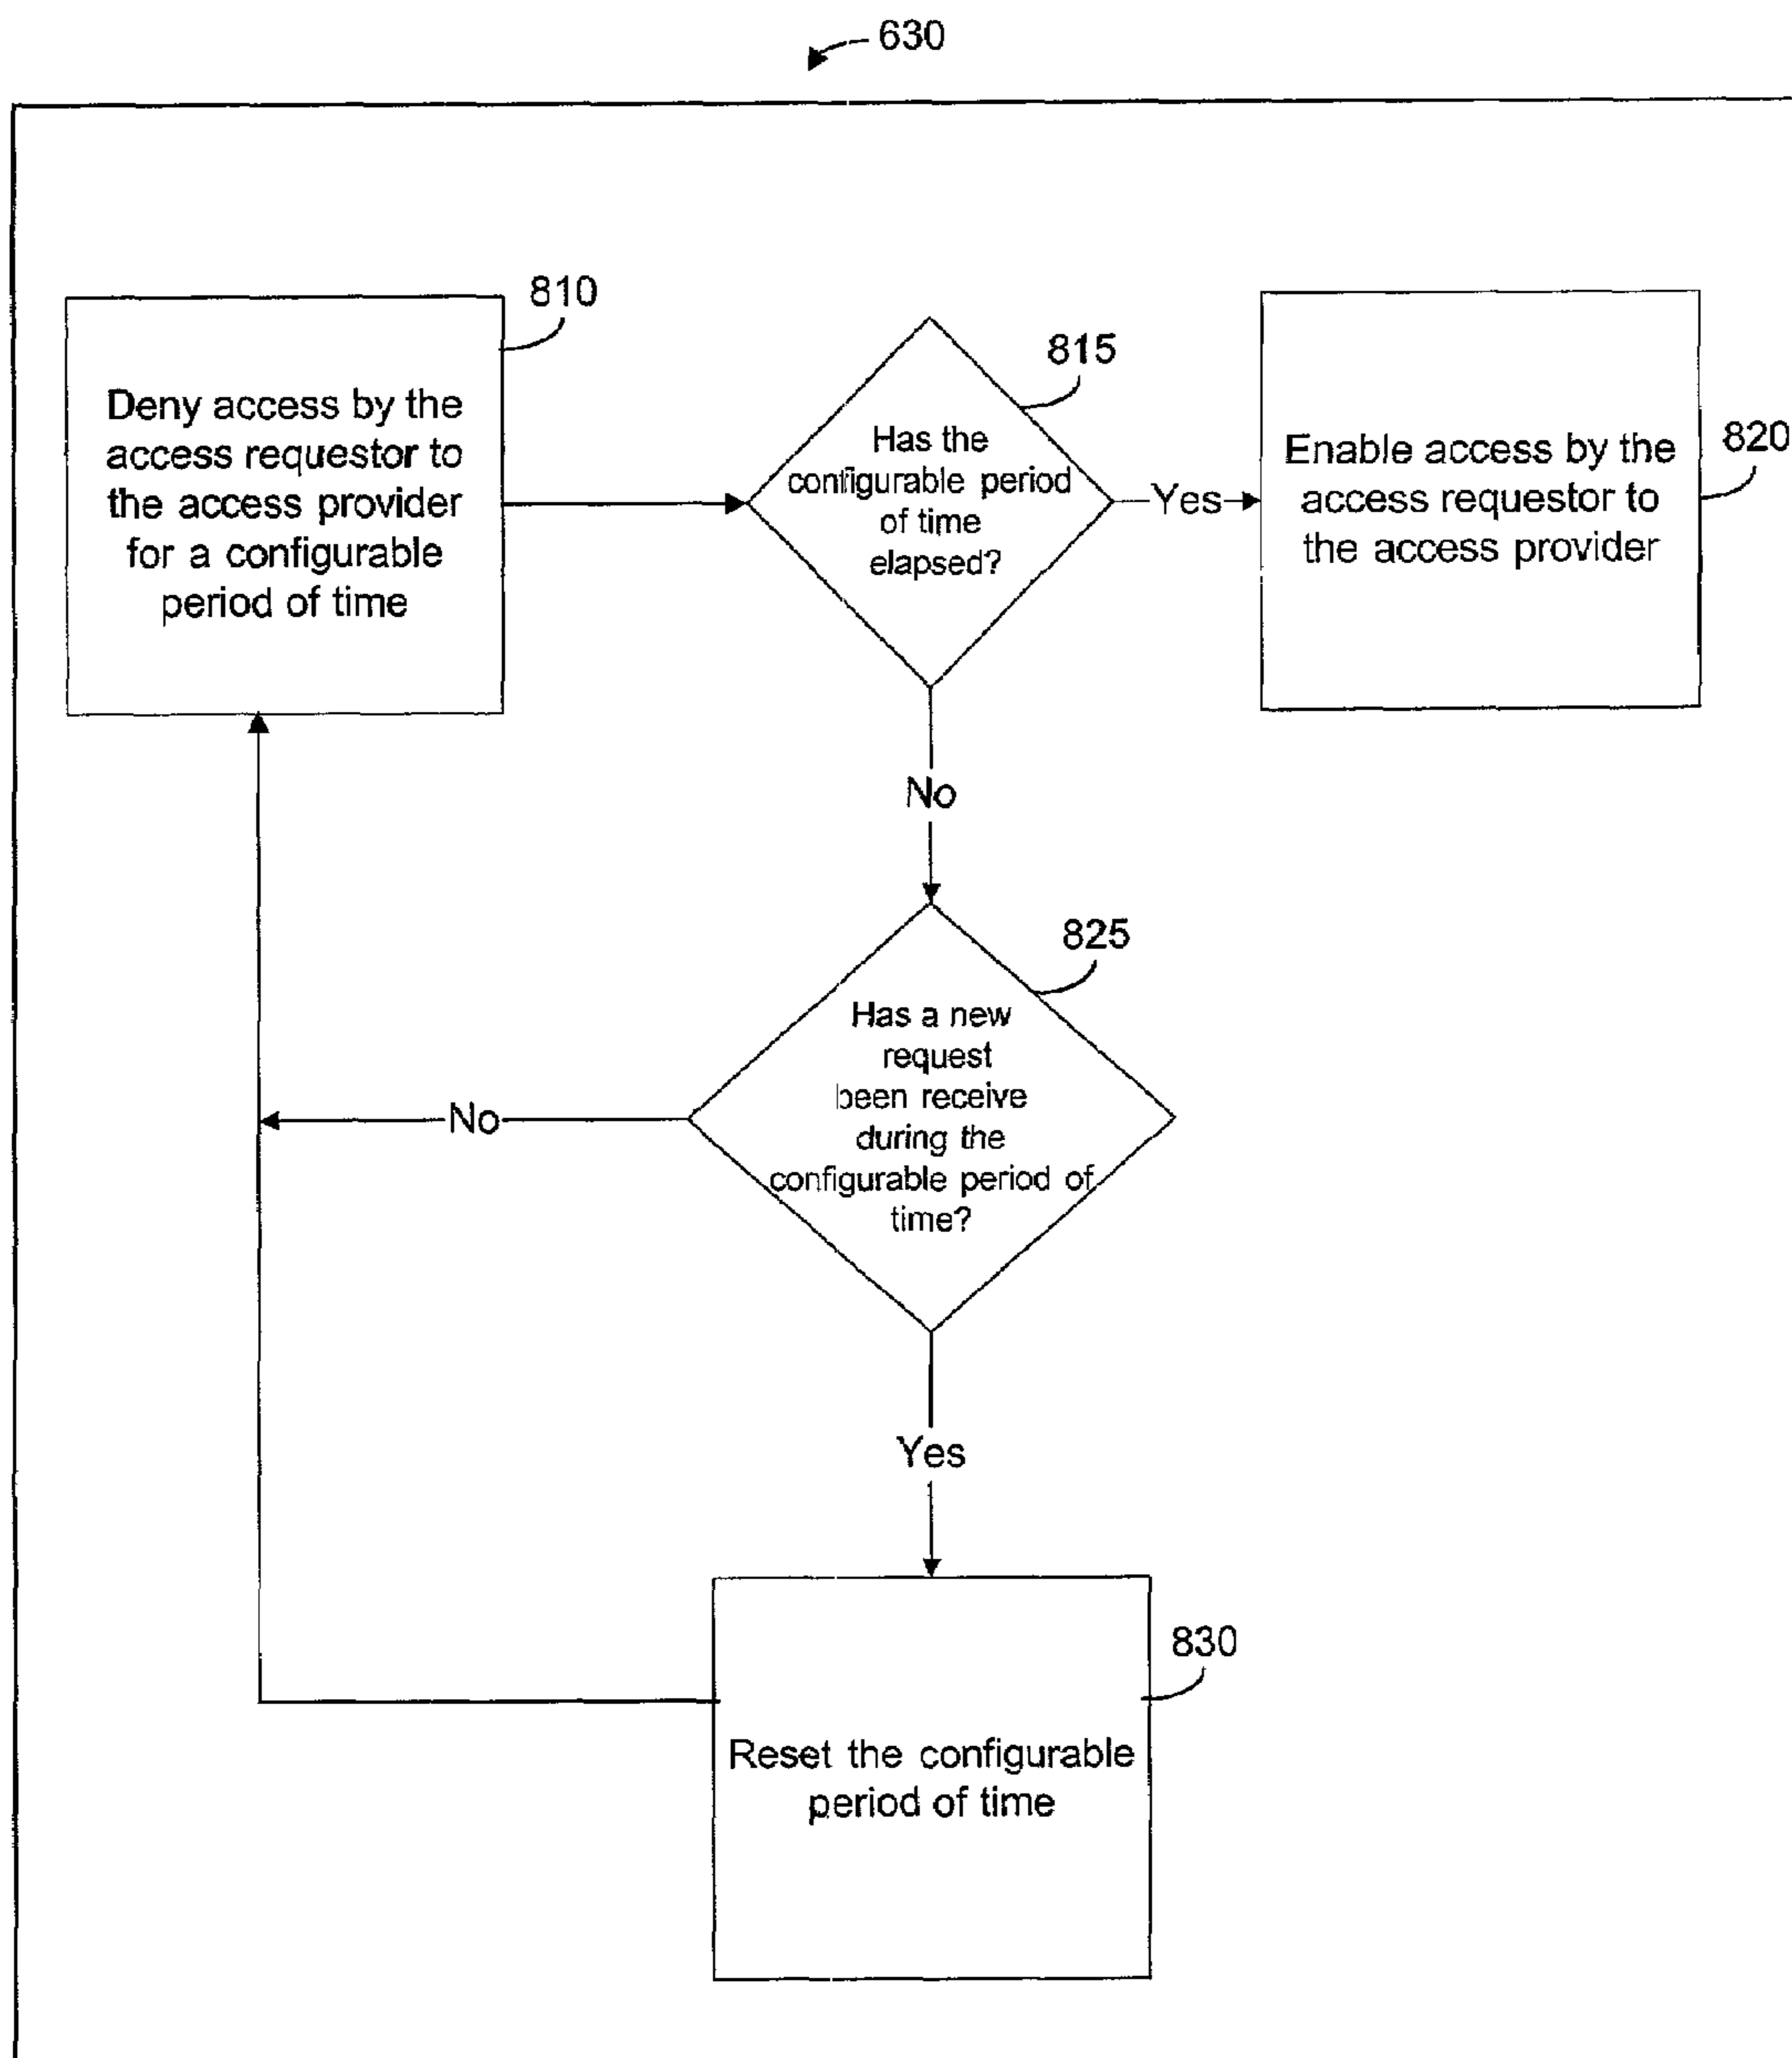 630
810
Deny access by the
access requestor to
the access provider
for a configurable
period of time
815
Has the
configurable period
of time
elapsed?
Yes
820
Enable access by the
access requestor to
the access provider
No
825
Has a new
request
been receive
during the
configurable period of
time?
No
Yes
830
Reset the configurable
period of time